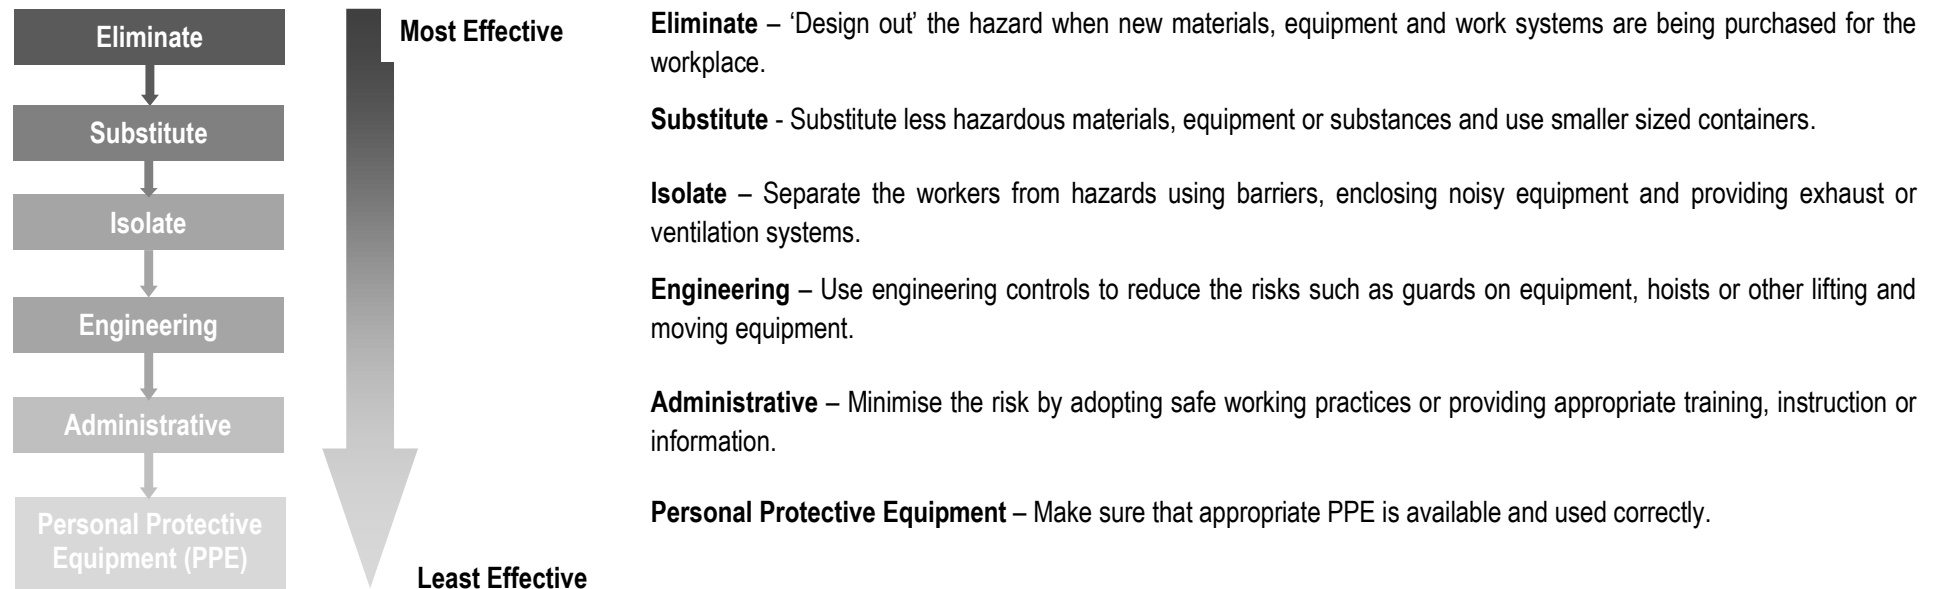 Eliminate
Substitute
Isolate
Engineering
Administrative
Personal Protective
Equipment (PPE)
Most Effective
Least Effective
Eliminate – ‘Design out’ the hazard when new materials, equipment and work systems are being purchased for the
workplace.
Substitute - Substitute less hazardous materials, equipment or substances and use smaller sized containers.
Isolate – Separate the workers from hazards using barriers, enclosing noisy equipment and providing exhaust or
ventilation systems.
Engineering – Use engineering controls to reduce the risks such as guards on equipment, hoists or other lifting and
moving equipment.
Administrative – Minimise the risk by adopting safe working practices or providing appropriate training, instruction or
information.
Personal Protective Equipment – Make sure that appropriate PPE is available and used correctly.